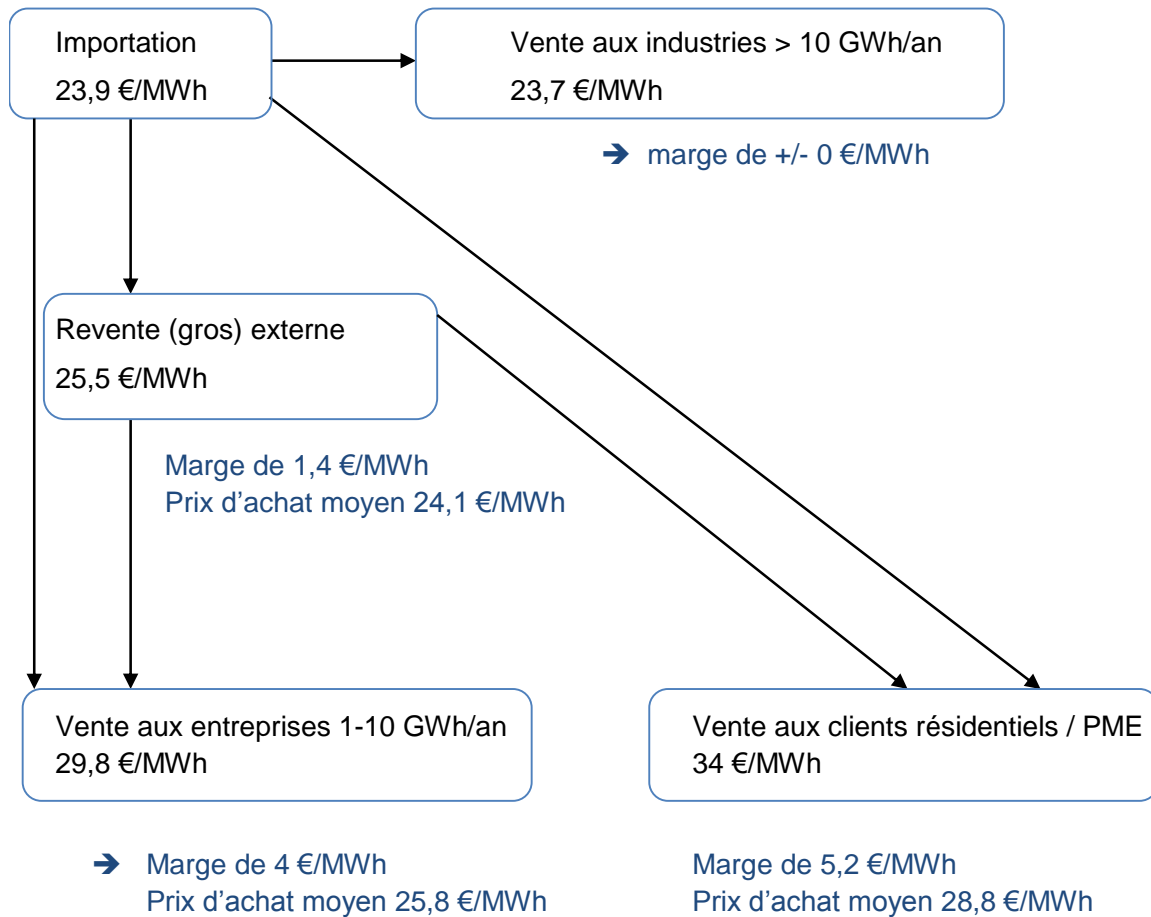 Importation
23,9 €/MWh
Vente aux industries > 10 GWh/an
23,7 €/MWh
➔ marge de +/- 0 €/MWh
Revente (gros) externe
25,5 €/MWh
Marge de 1,4 €/MWh
Prix d’achat moyen 24,1 €/MWh
Vente aux entreprises 1-10 GWh/an
29,8 €/MWh
➔ Marge de 4 €/MWh
Prix d’achat moyen 25,8 €/MWh
Vente aux clients résidentiels / PME
34 €/MWh
Marge de 5,2 €/MWh
Prix d’achat moyen 28,8 €/MWh